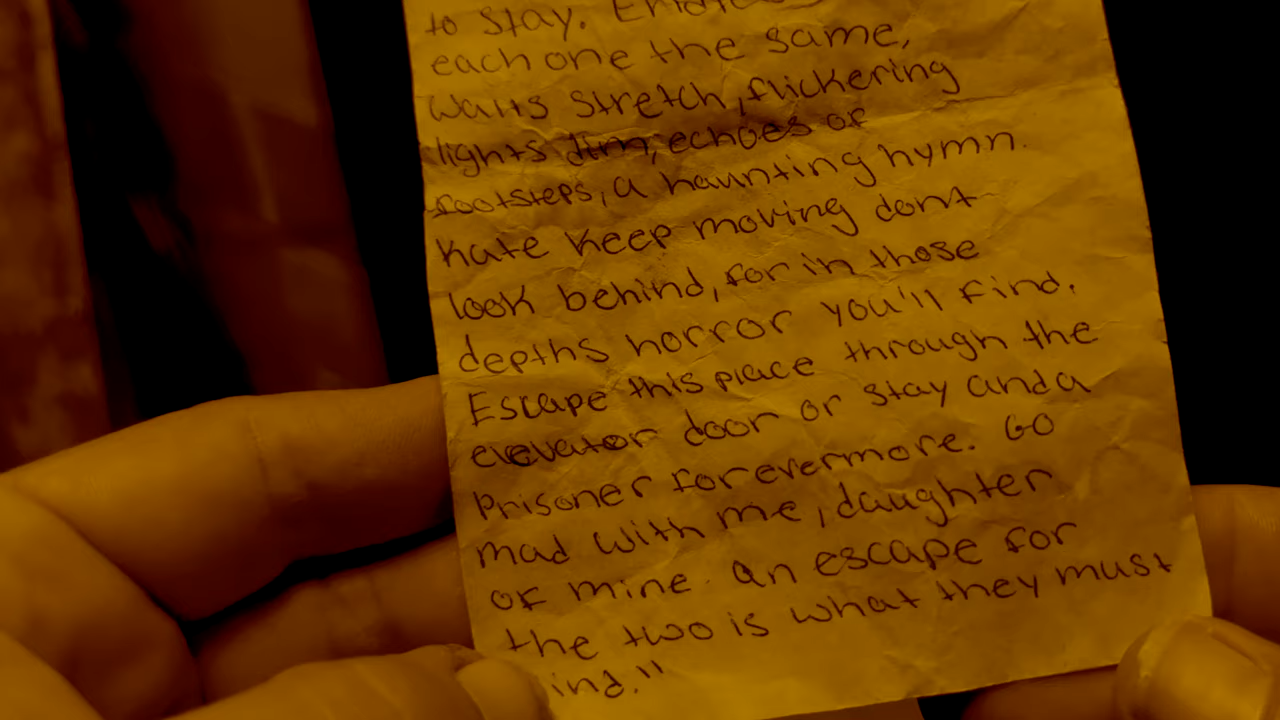 to stay.
each one the same,
walls stretch, flickering
lights dim, echoes of
footsteps, a haunting hymn.
Kate keep moving dont
look behind, for in those
depths horror you'll find.
Escape this place through the
elevator door or stay and a
Prisoner forevermore. Go
mad with me, daughter
of mine. an escape for
the two is what they must
ind."